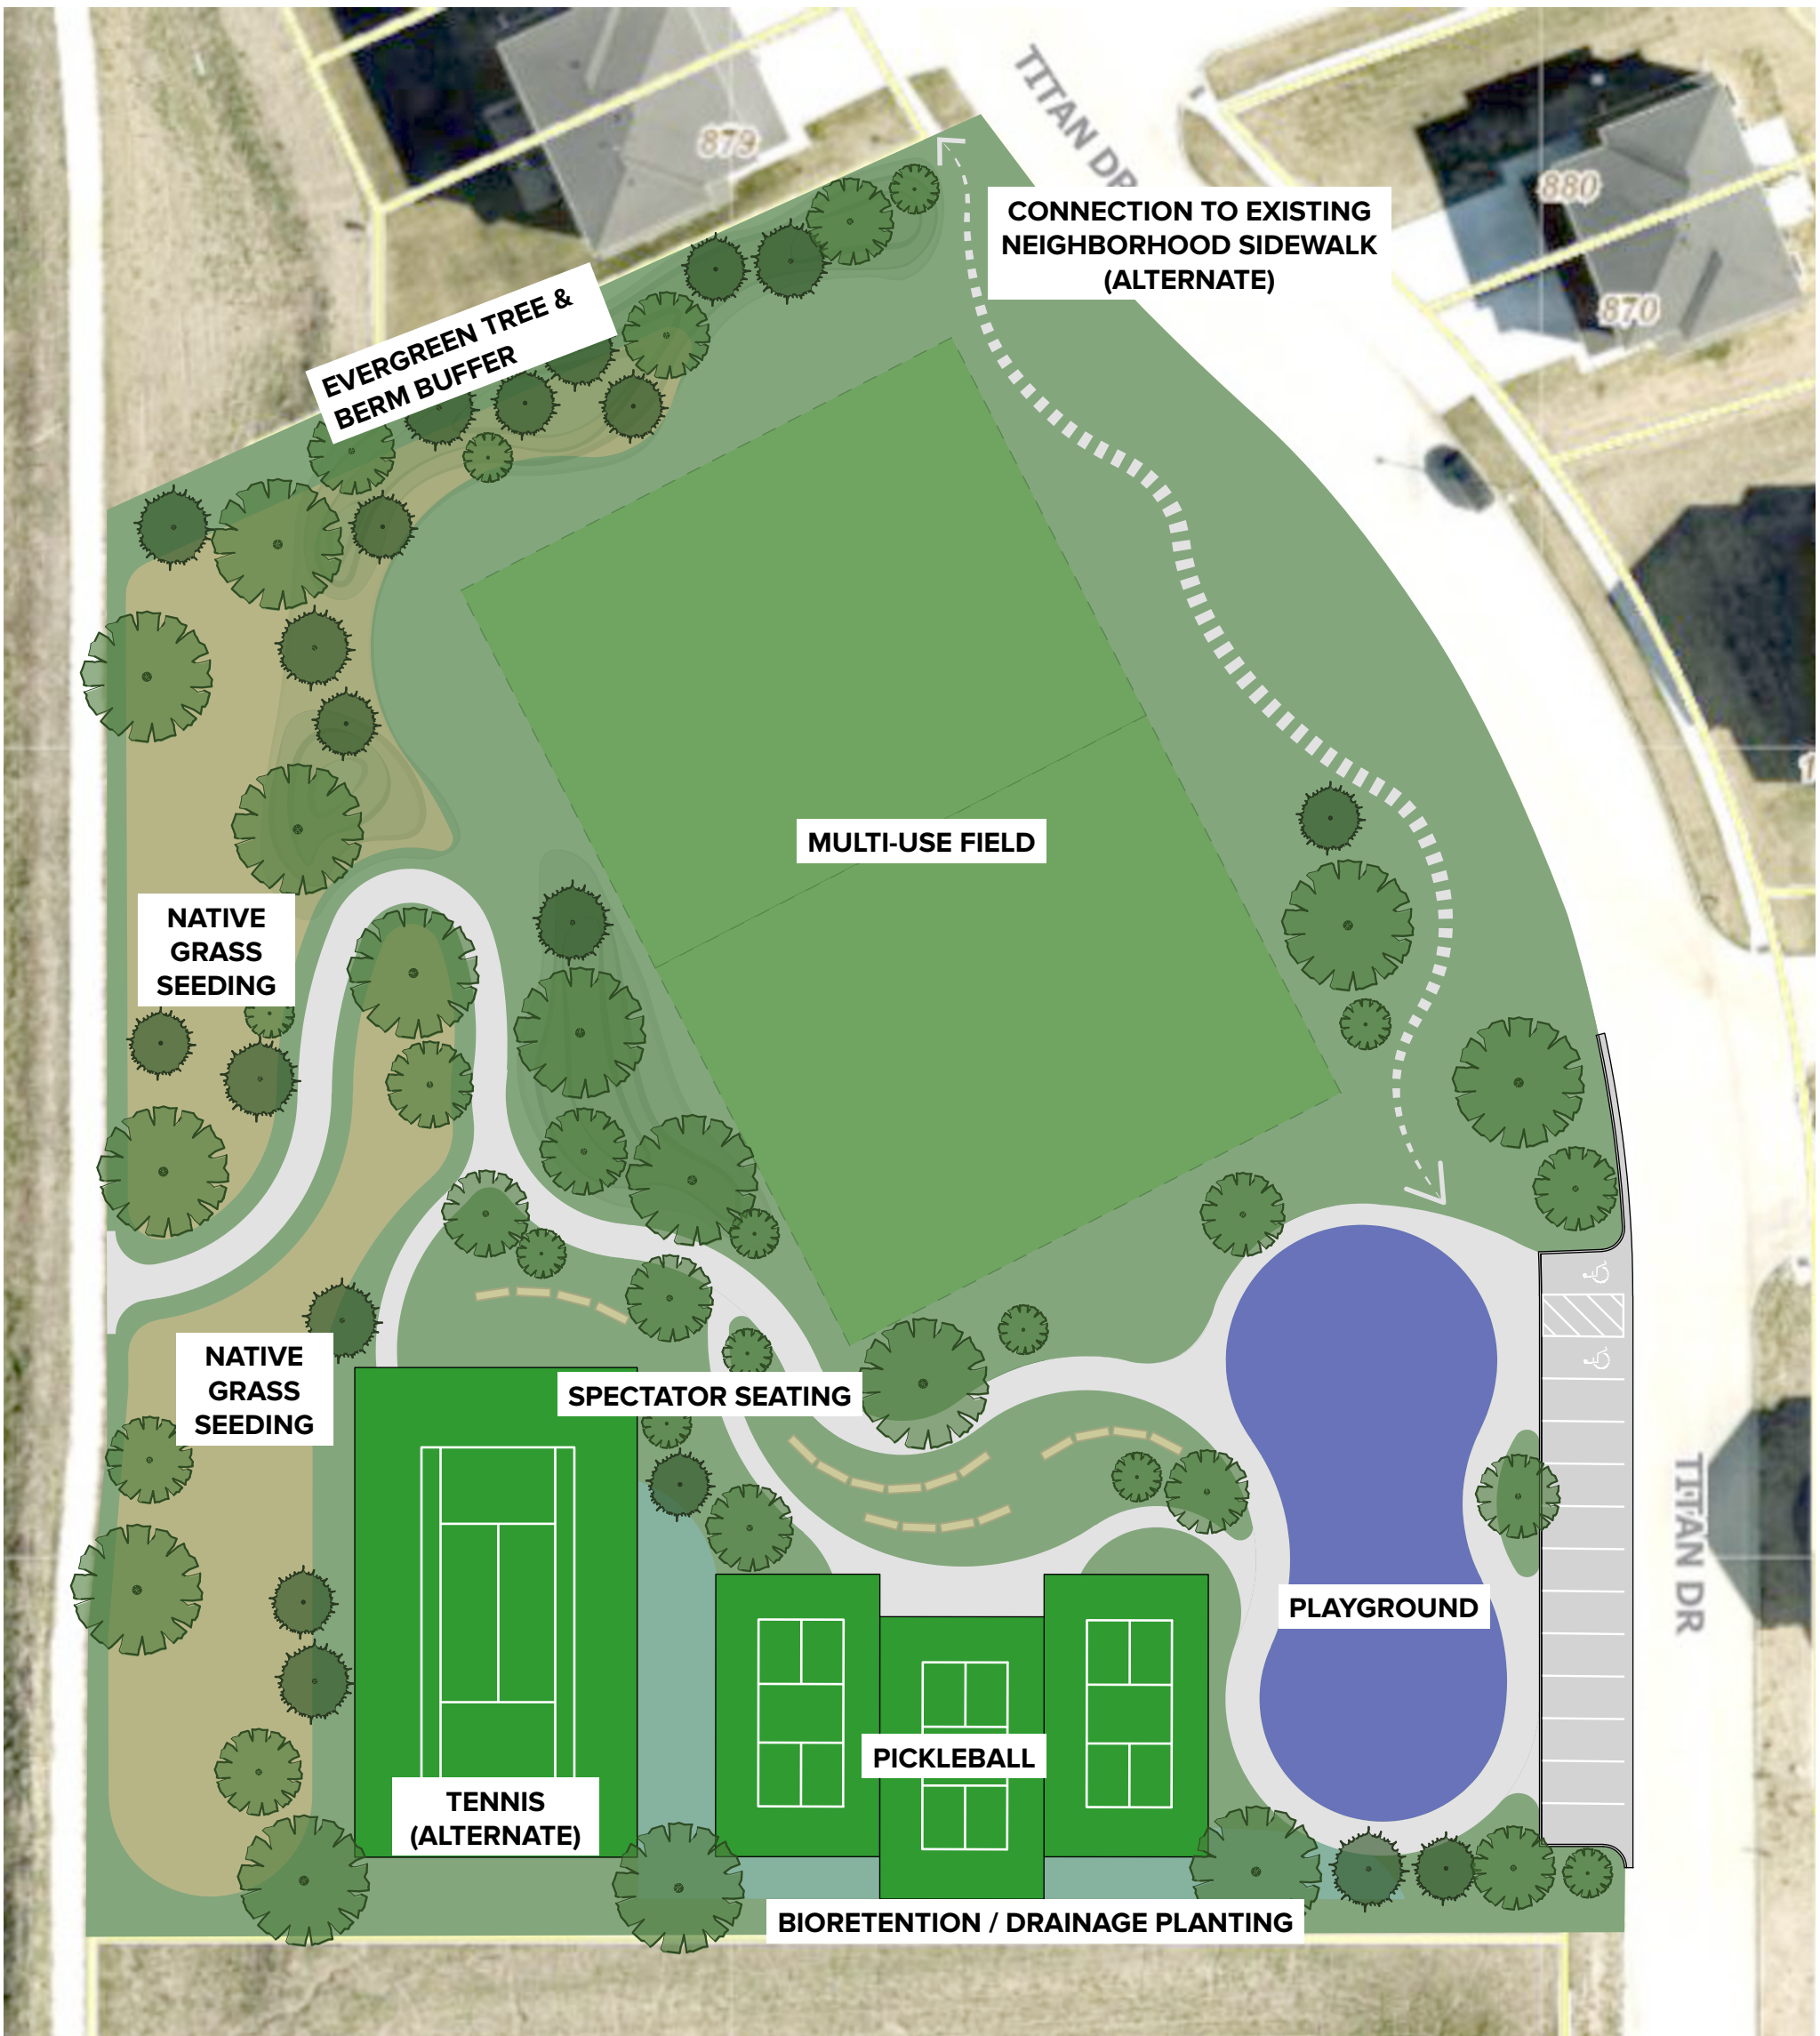 TITAN DR
879
880
CONNECTION TO EXISTING
NEIGHBORHOOD SIDEWALK
(ALTERNATE)
870
EVERGREEN TREE &
BERM BUFFER
MULTI-USE FIELD
NATIVE
GRASS
SEEDING
NATIVE
GRASS
SEEDING
SPECTATOR SEATING
TITAN DR
PLAYGROUND
PICKLEBALL
TENNIS
(ALTERNATE)
BIORETENTION / DRAINAGE PLANTING